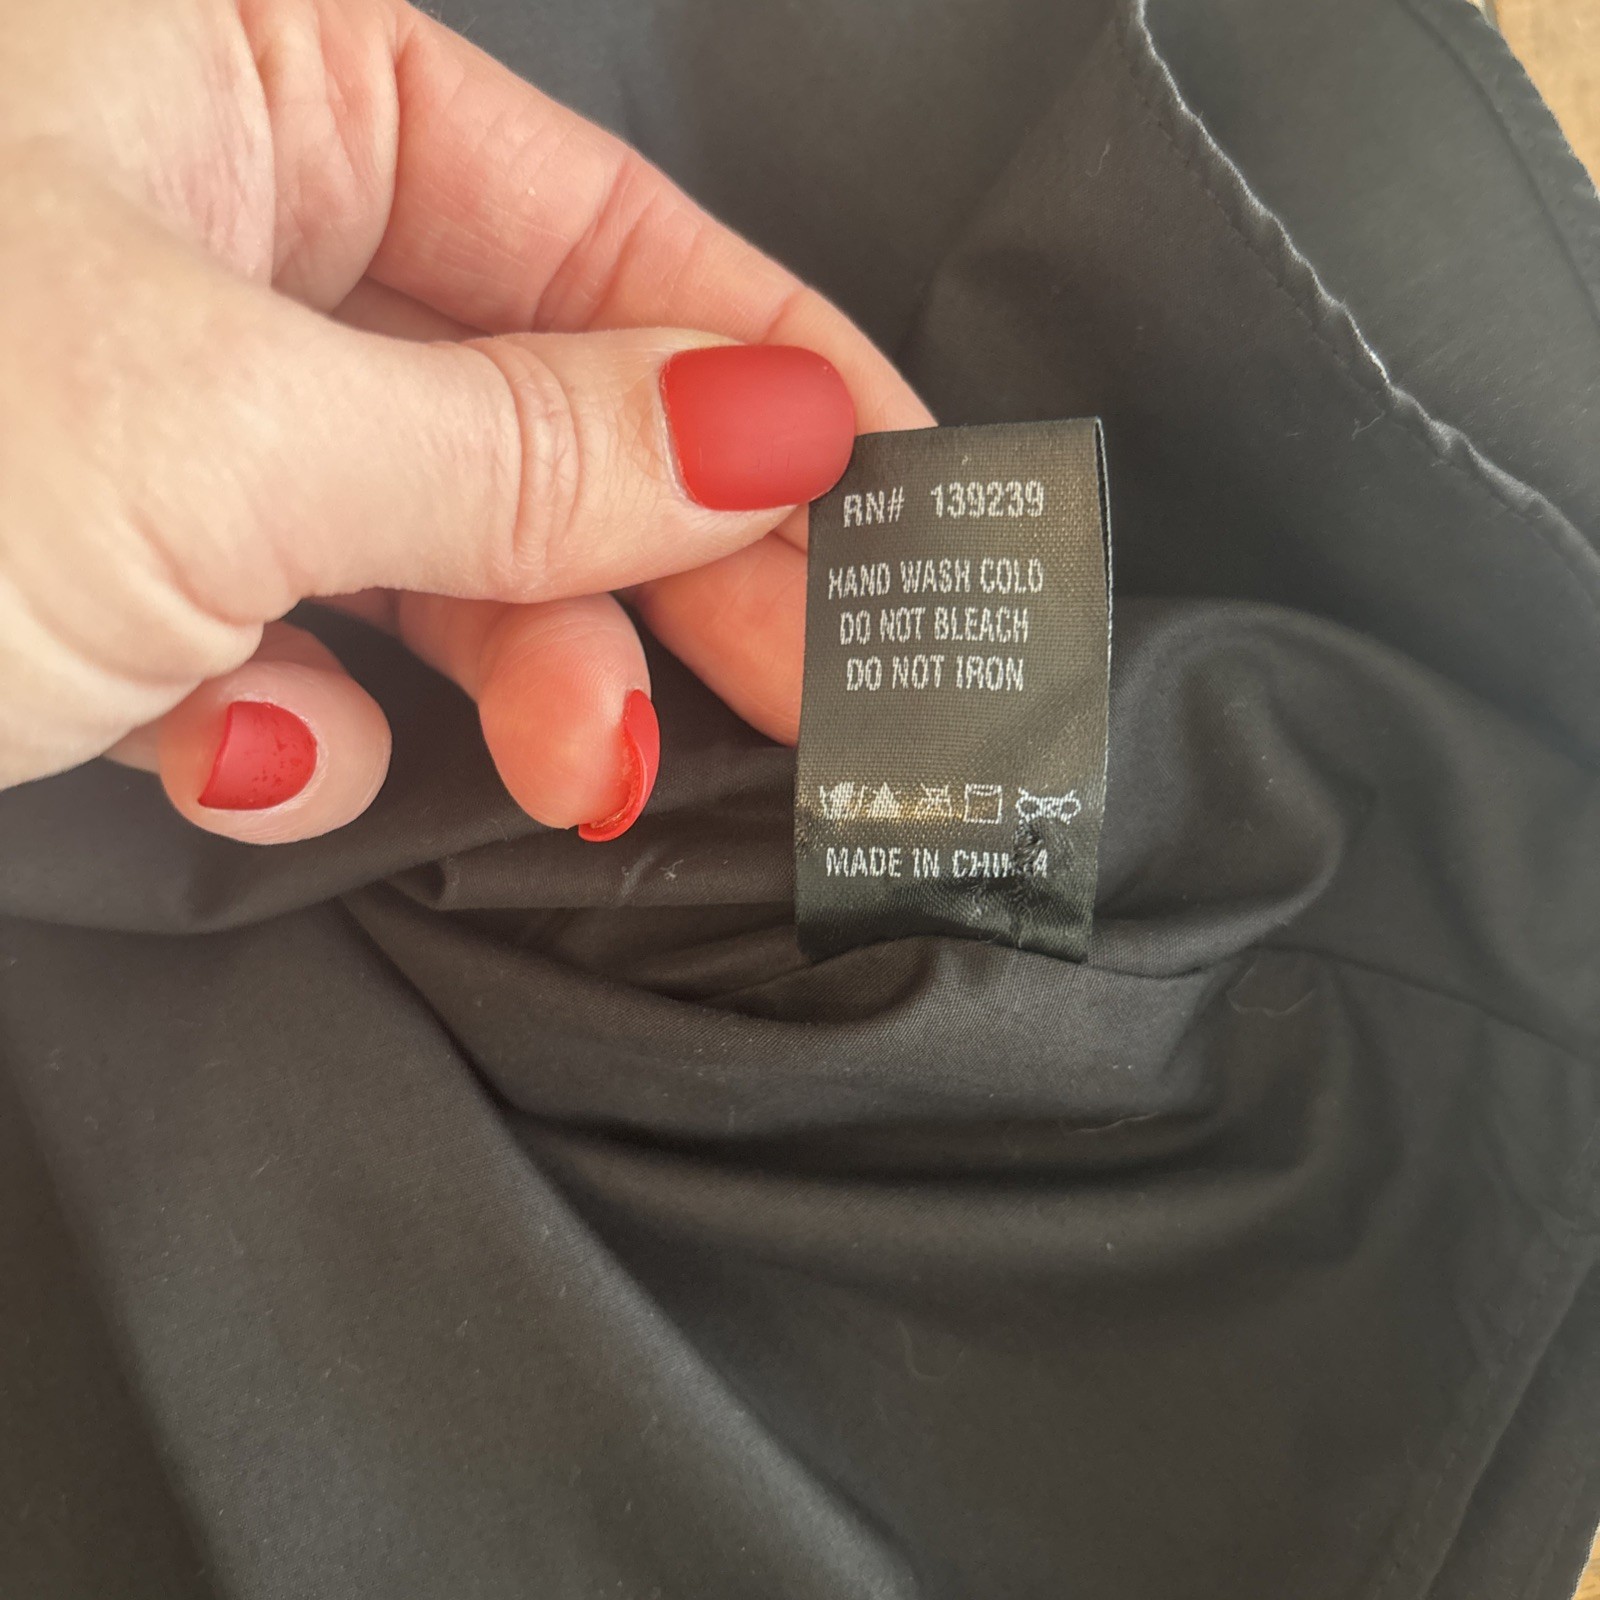 RN# 139239
HAND WASH COLD
DO NOT BLEACH
DO NOT IRON
MADE IN CHINA